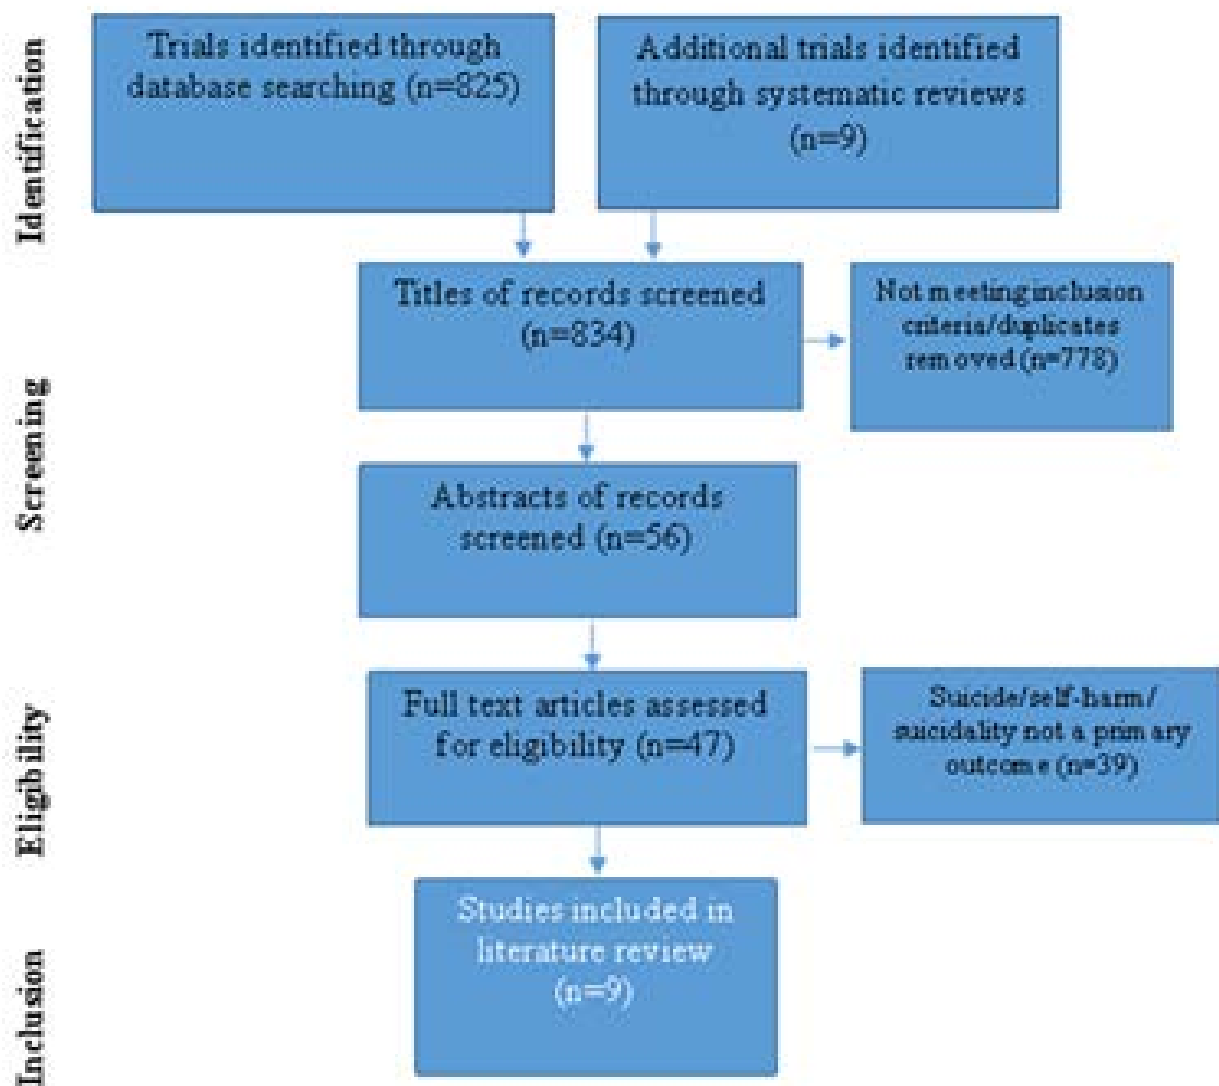 Identification
Trials identified through
database searching (n=825)
Additional trials identified
through systematic reviews
(n=9)
Screening
Titles of records screened
(n=834)
Not meeting inclusion
criteria/duplicates
removed (n=778)
Abstracts of records
screened (n=56)
Eligibility
Full text articles assessed
for eligibility (n=47)
Suicide/self-harm/
suicidality not a primary
outcome (n=39)
Inclusion
Studies included in
literature review
(n=9)